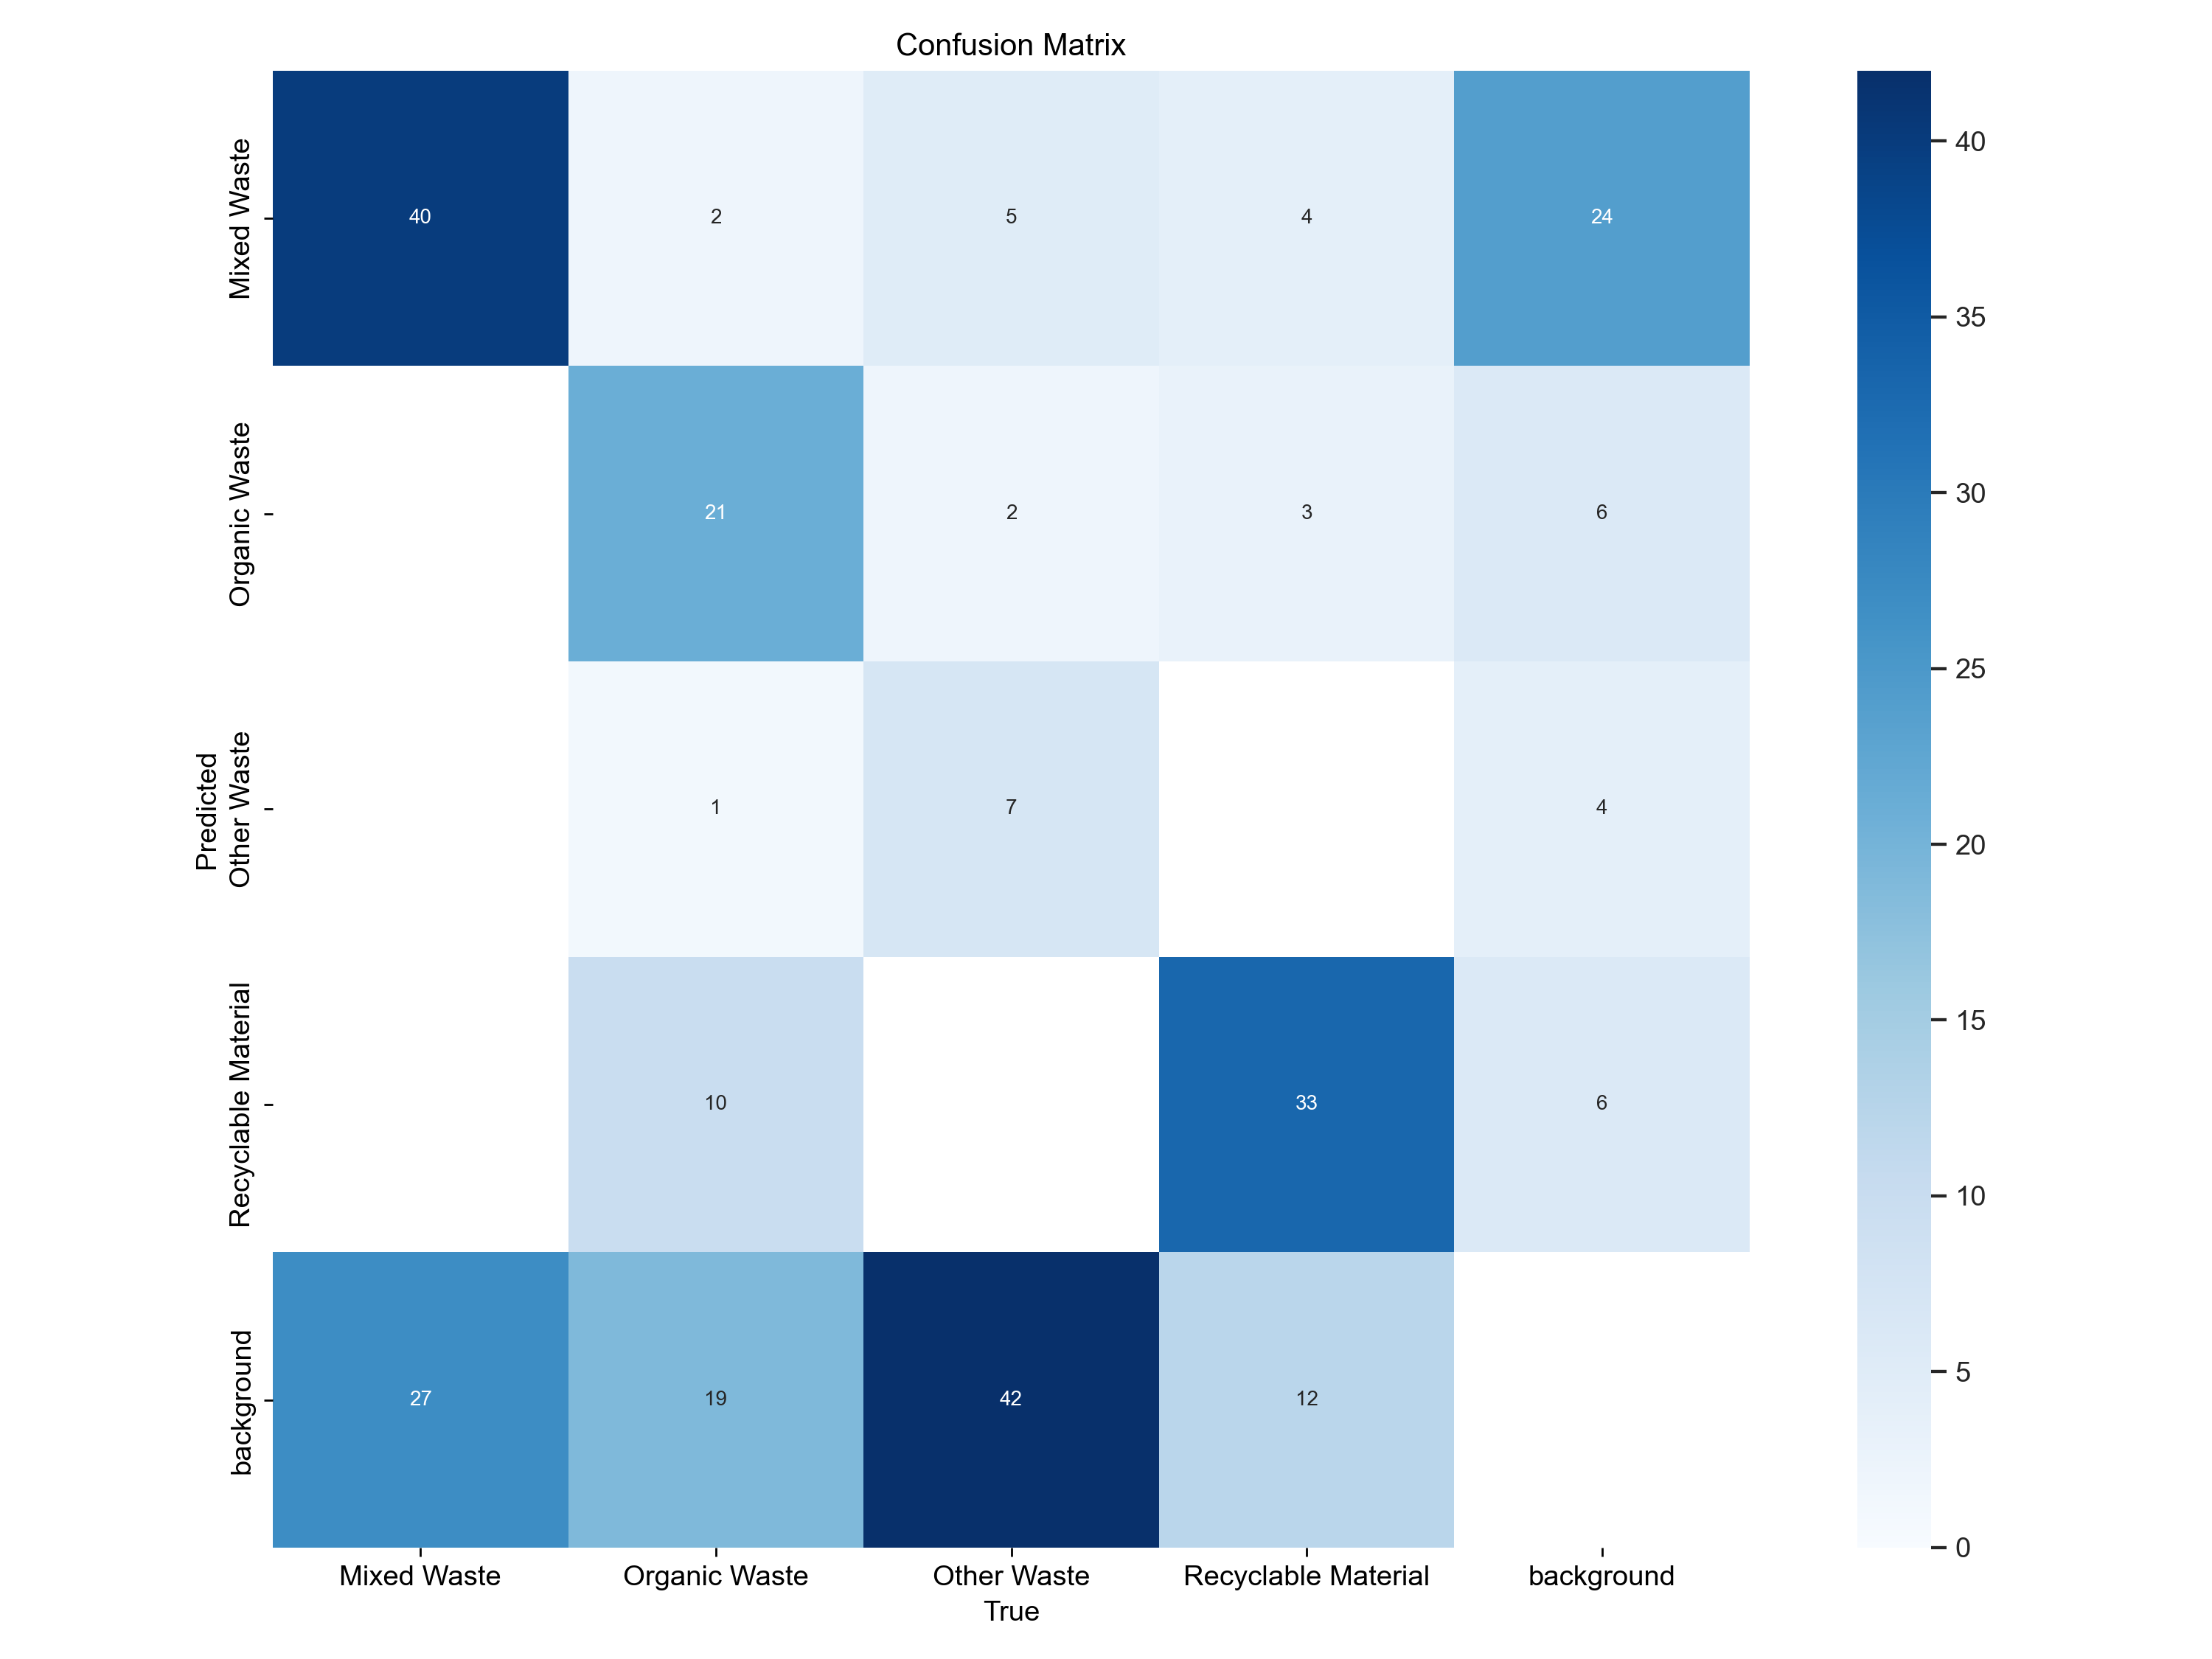 Confusion Matrix
Mixed Waste
40 2 5 4 24
Organic Waste
21 2 3 6
Predicted
Other Waste
1 7 4
Recyclable Material
10 33 6
background
27 19 42 12
Mixed Waste Organic Waste Other Waste Recyclable Material background
True
40
35
30
25
20
15
10
5
0